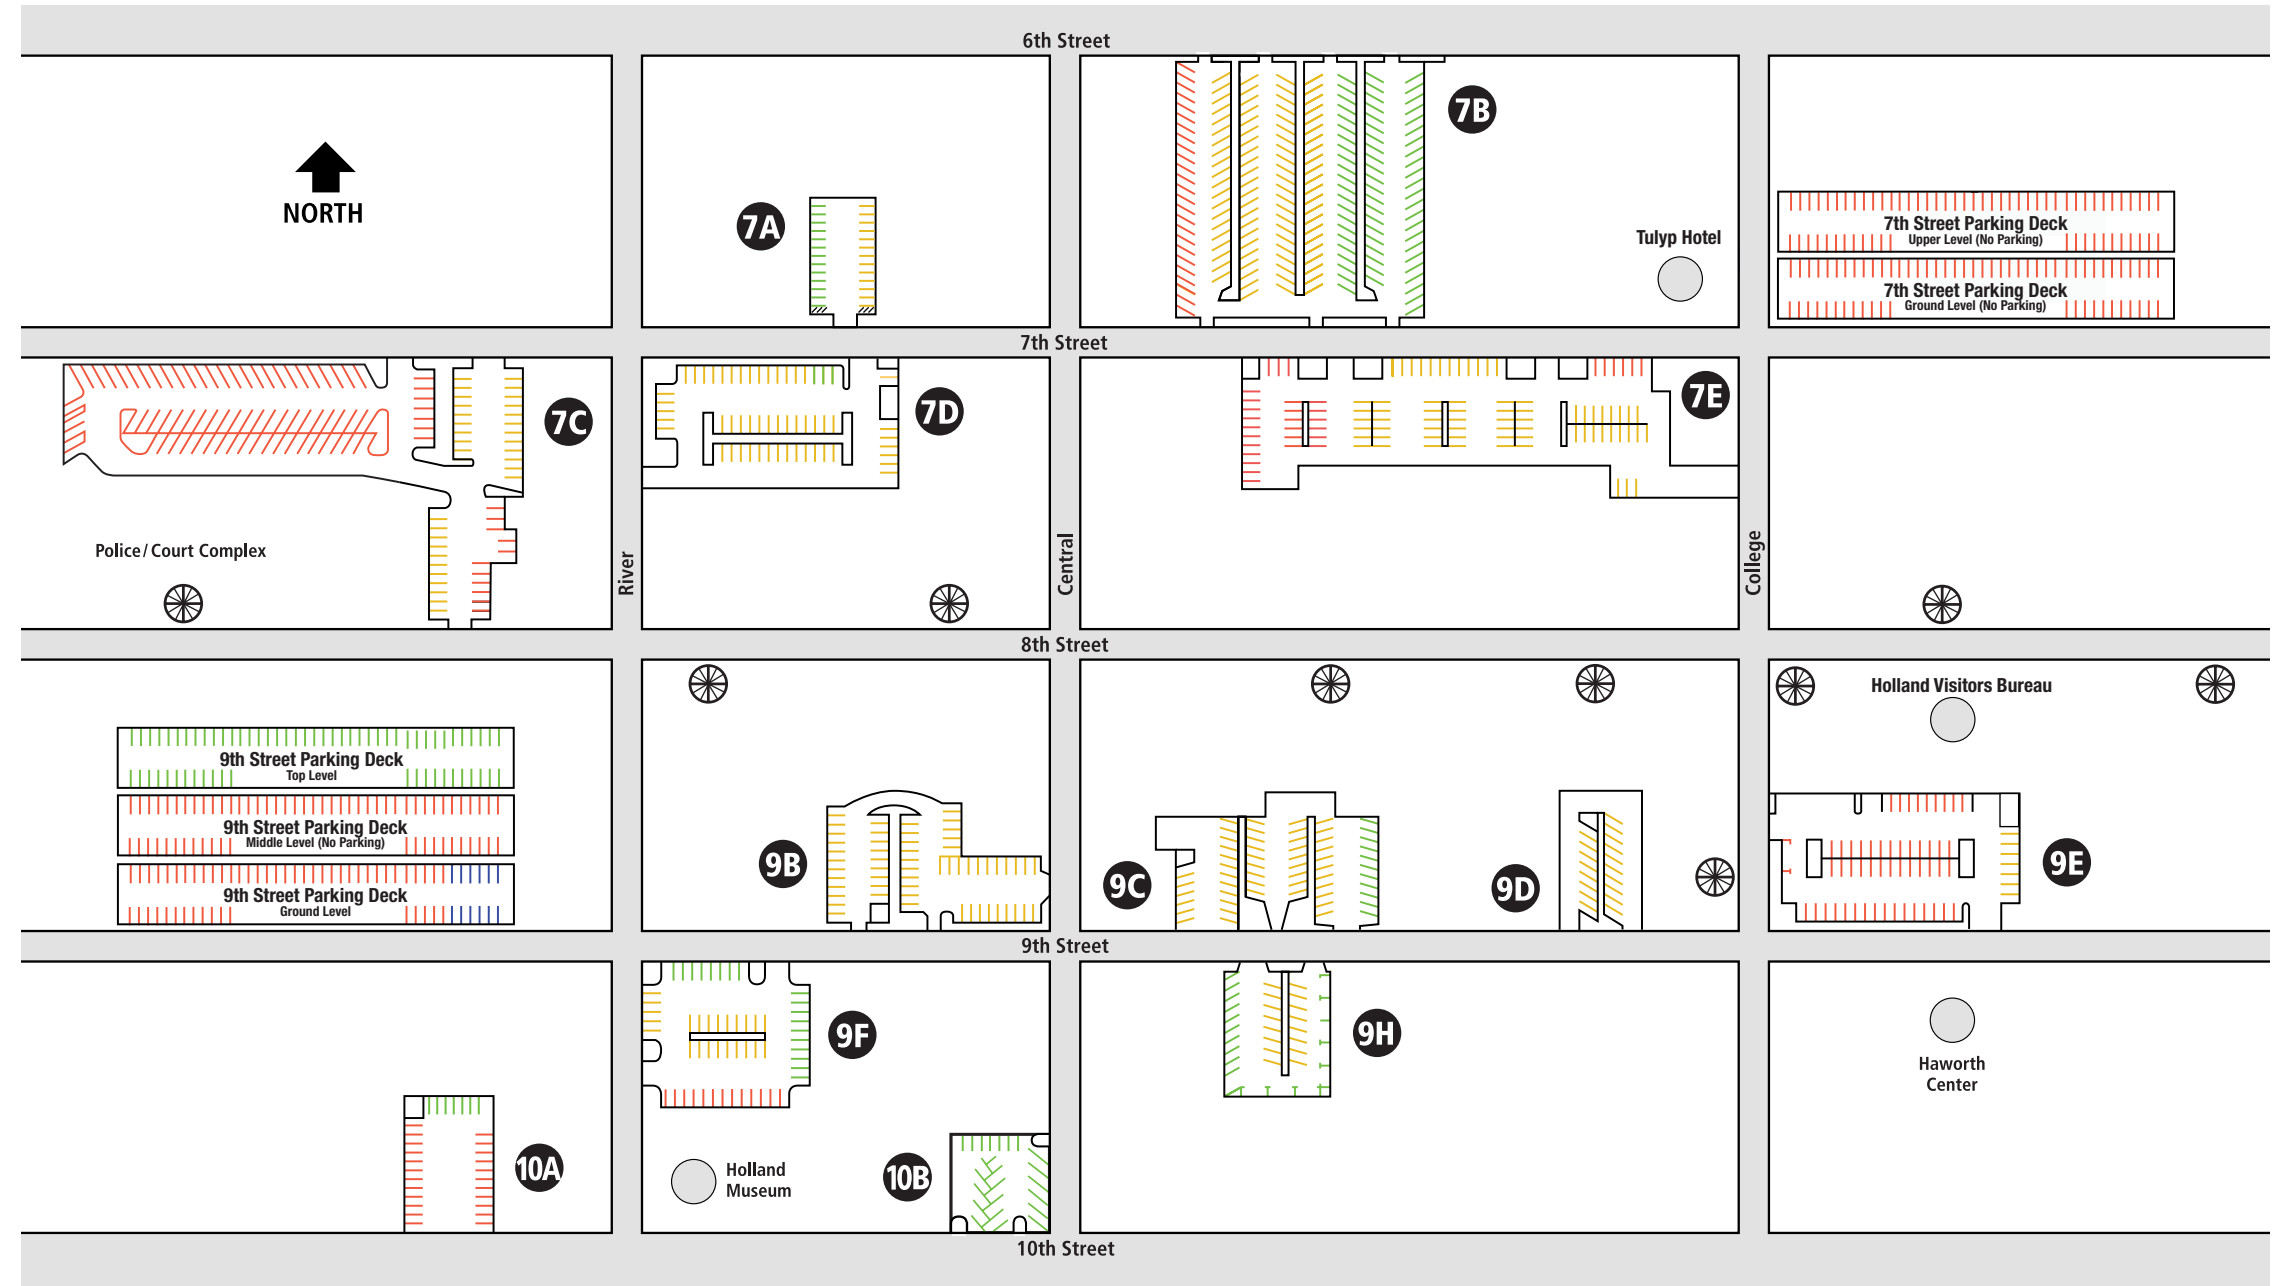 6th Street
7B
NORTH
7A
Tulyp Hotel
7th Street Parking Deck
Upper Level (No Parking)
7th Street Parking Deck
Ground Level (No Parking)
7th Street
7C
7D
7E
Police/Court Complex
River
Central
College
8th Street
Holland Visitors Bureau
9th Street Parking Deck
Top Level
9th Street Parking Deck
Middle Level (No Parking)
9th Street Parking Deck
Ground Level
9B
9C
9D
9E
9th Street
9F
9H
Haworth
Center
10A
Holland
Museum
10B
10th Street